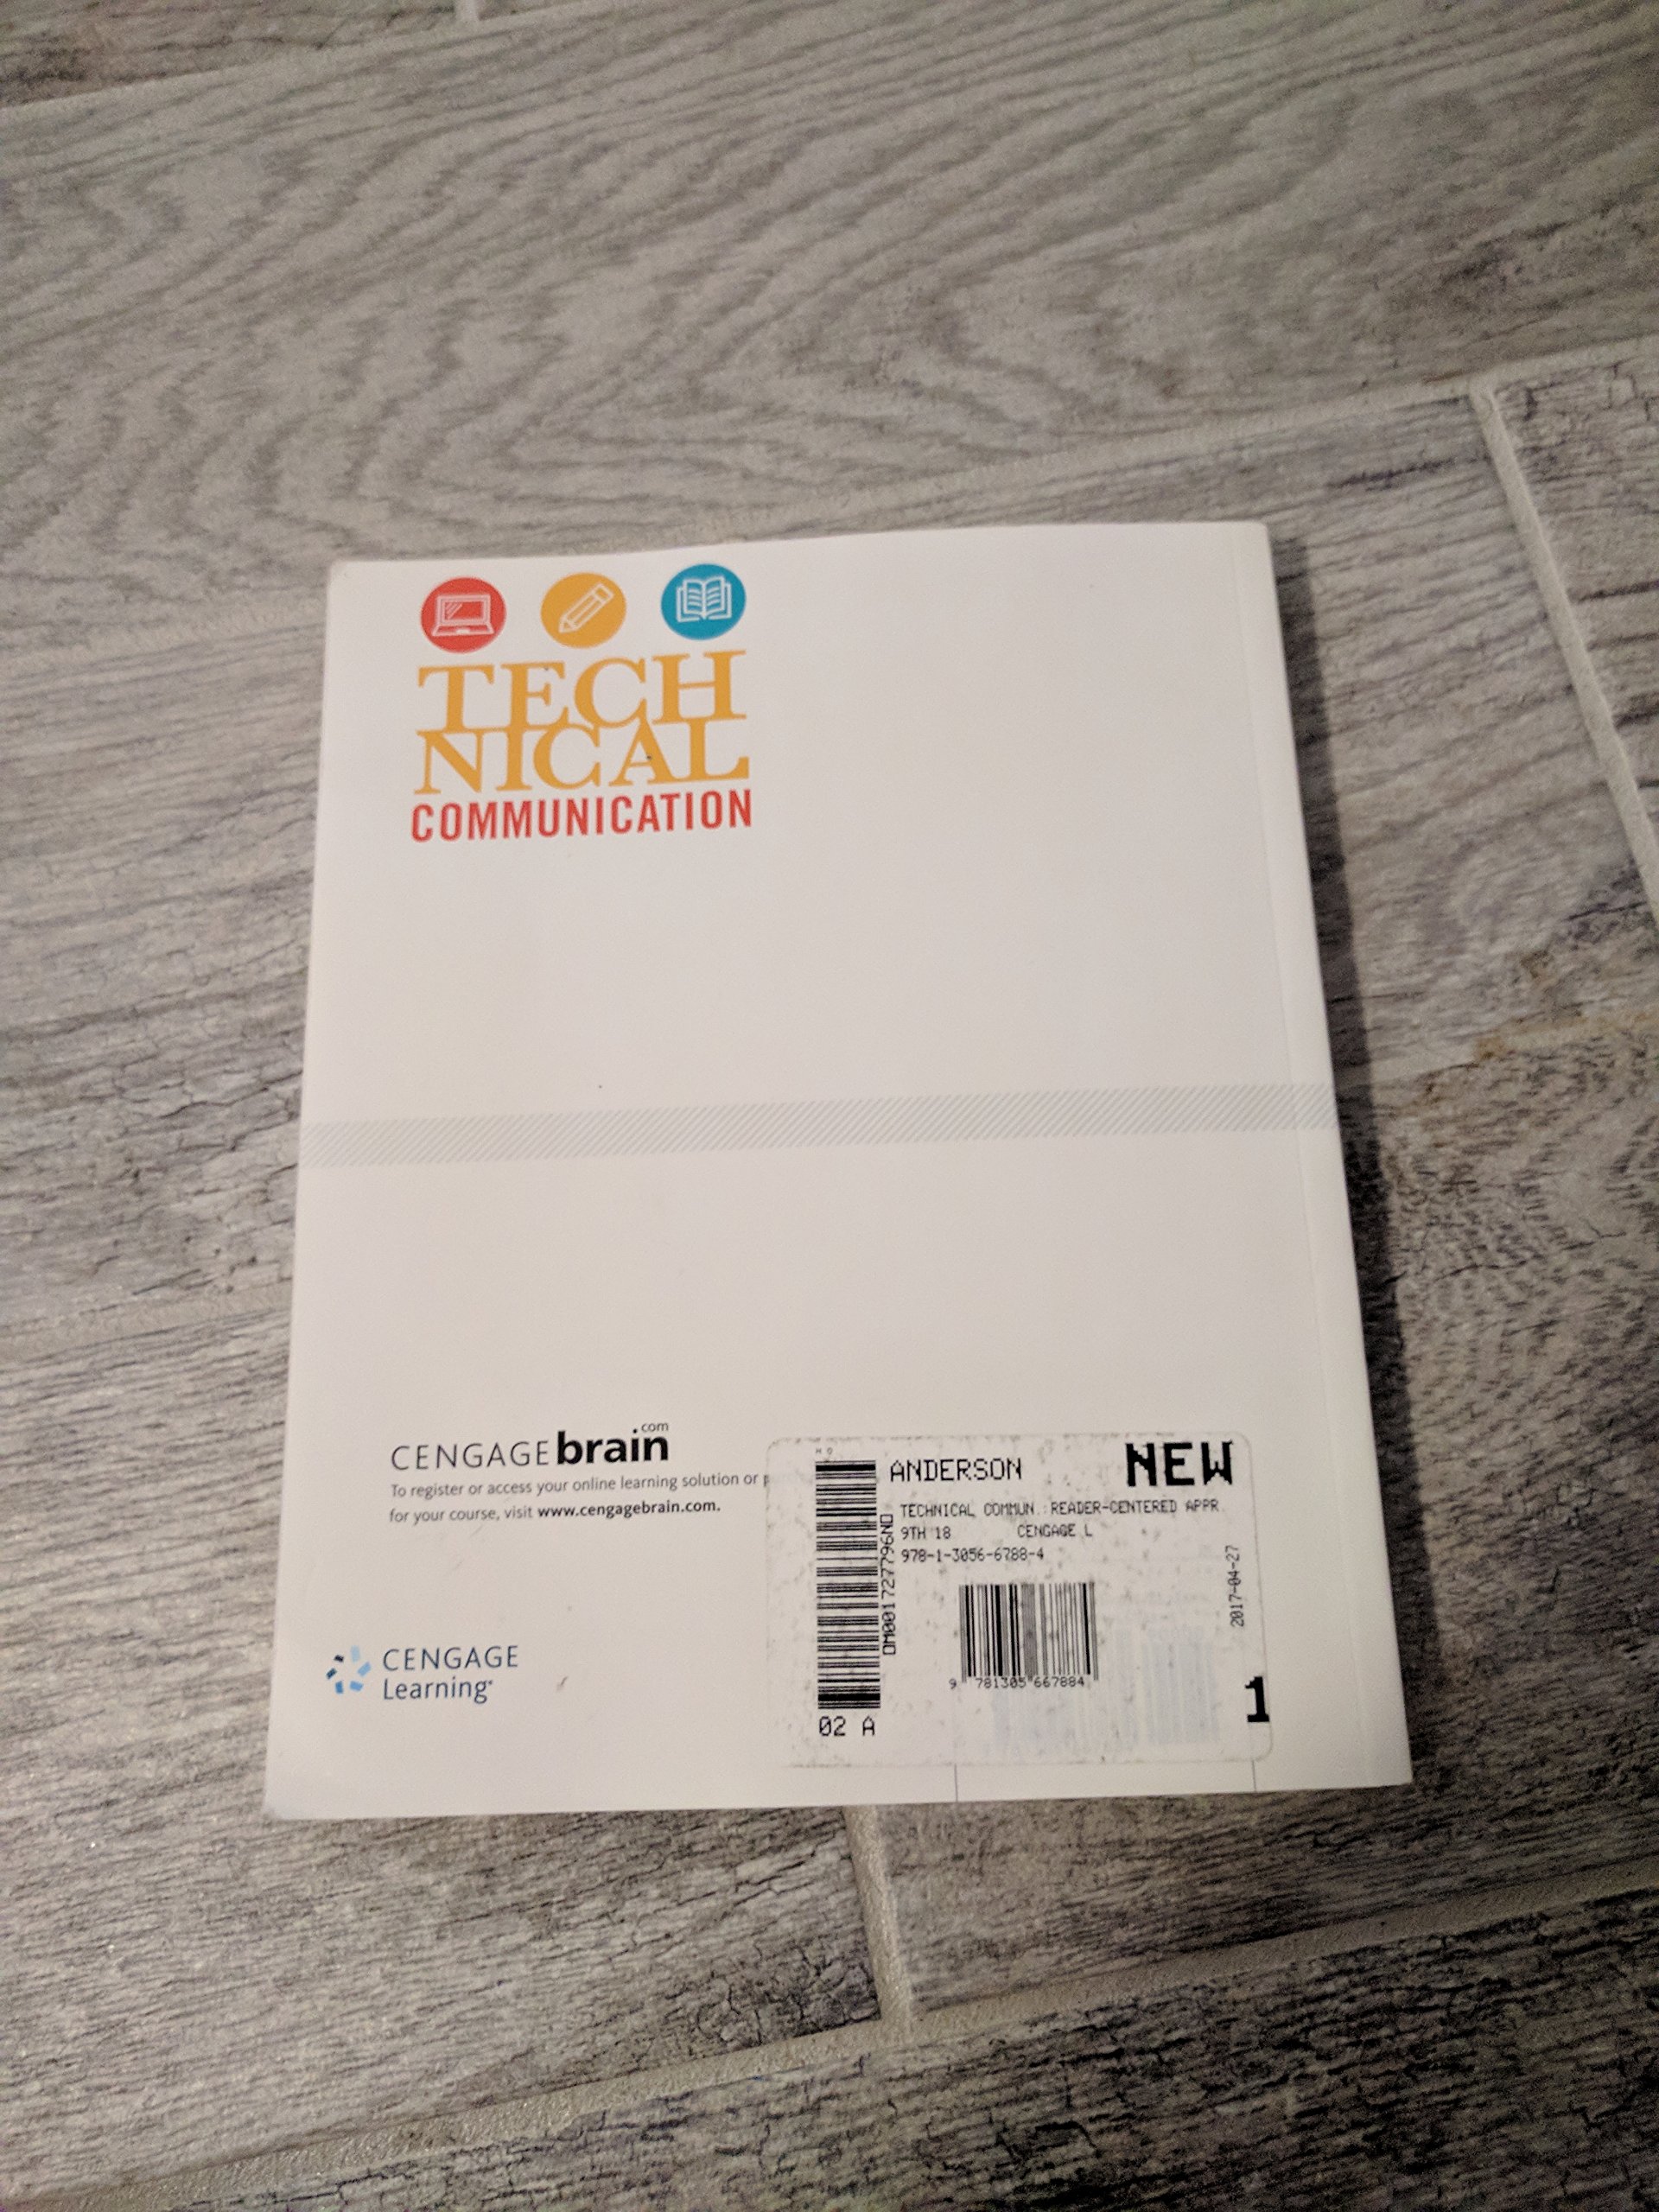 TECH
NICAL
COMMUNICATION
CENGAGEbrain.com
To register or access your online learning solution or
for your course, visit www.cengagebrain.com.
CENGAGE
Learning®
ANDERSON NEW
TECHNICAL COMMUN.: READER-CENTERED APPR
9TH 18 CENGAGE L
978-1-3056-6788-4
0M001727796ND
2017-04-27
9 781305 667884
02 A
1